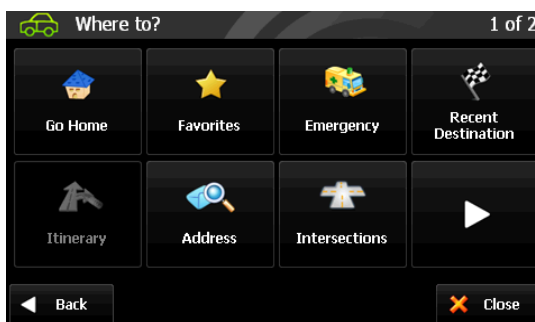 Where to?
1 of 2
Go Home
Favorites
Emergency
Recent
Destination
Itinerary
Address
Intersections
Back
Close